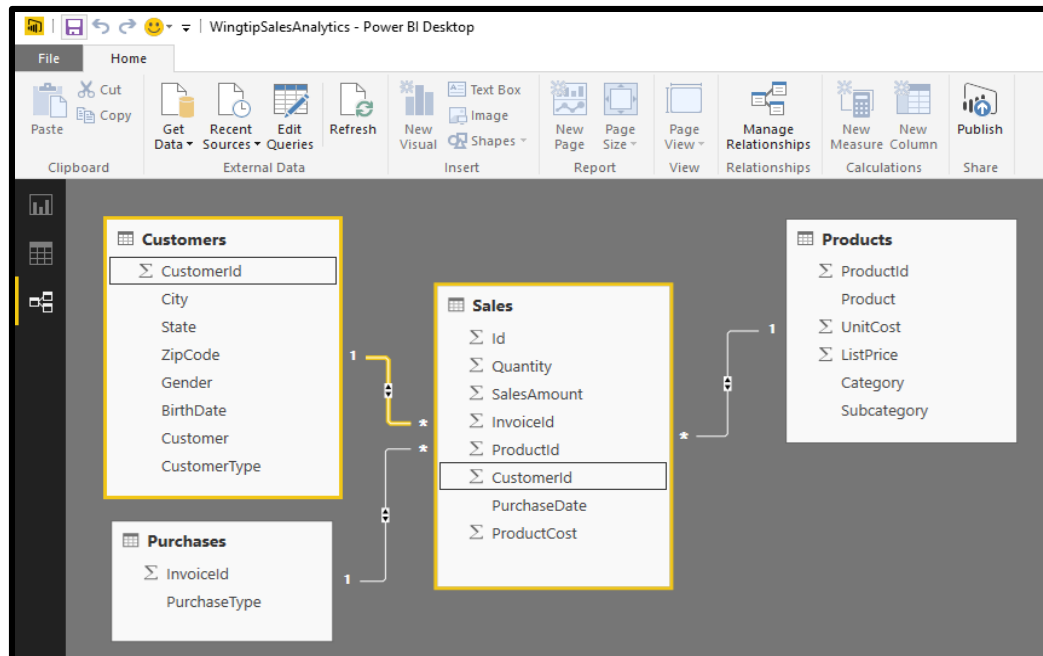 WingtipSalesAnalytics - Power BI Desktop
File Home
Paste
Cut
Copy
Get Data
Recent Sources
Edit Queries
Refresh
New Visual
Text Box
Image
Shapes
New Page
Page Size
Page View
Manage Relationships
New Measure
New Column
Publish
Clipboard External Data Insert Report View Relationships Calculations Share
Customers
Σ CustomerId
City
State
ZipCode
Gender
BirthDate
Customer
CustomerType
1
*
Purchases
Σ InvoiceId
PurchaseType
1
*
Sales
Σ Id
Σ Quantity
Σ SalesAmount
Σ InvoiceId
Σ ProductId
Σ CustomerId
PurchaseDate
Σ ProductCost
*
1
Products
Σ ProductId
Product
Σ UnitCost
Σ ListPrice
Category
Subcategory